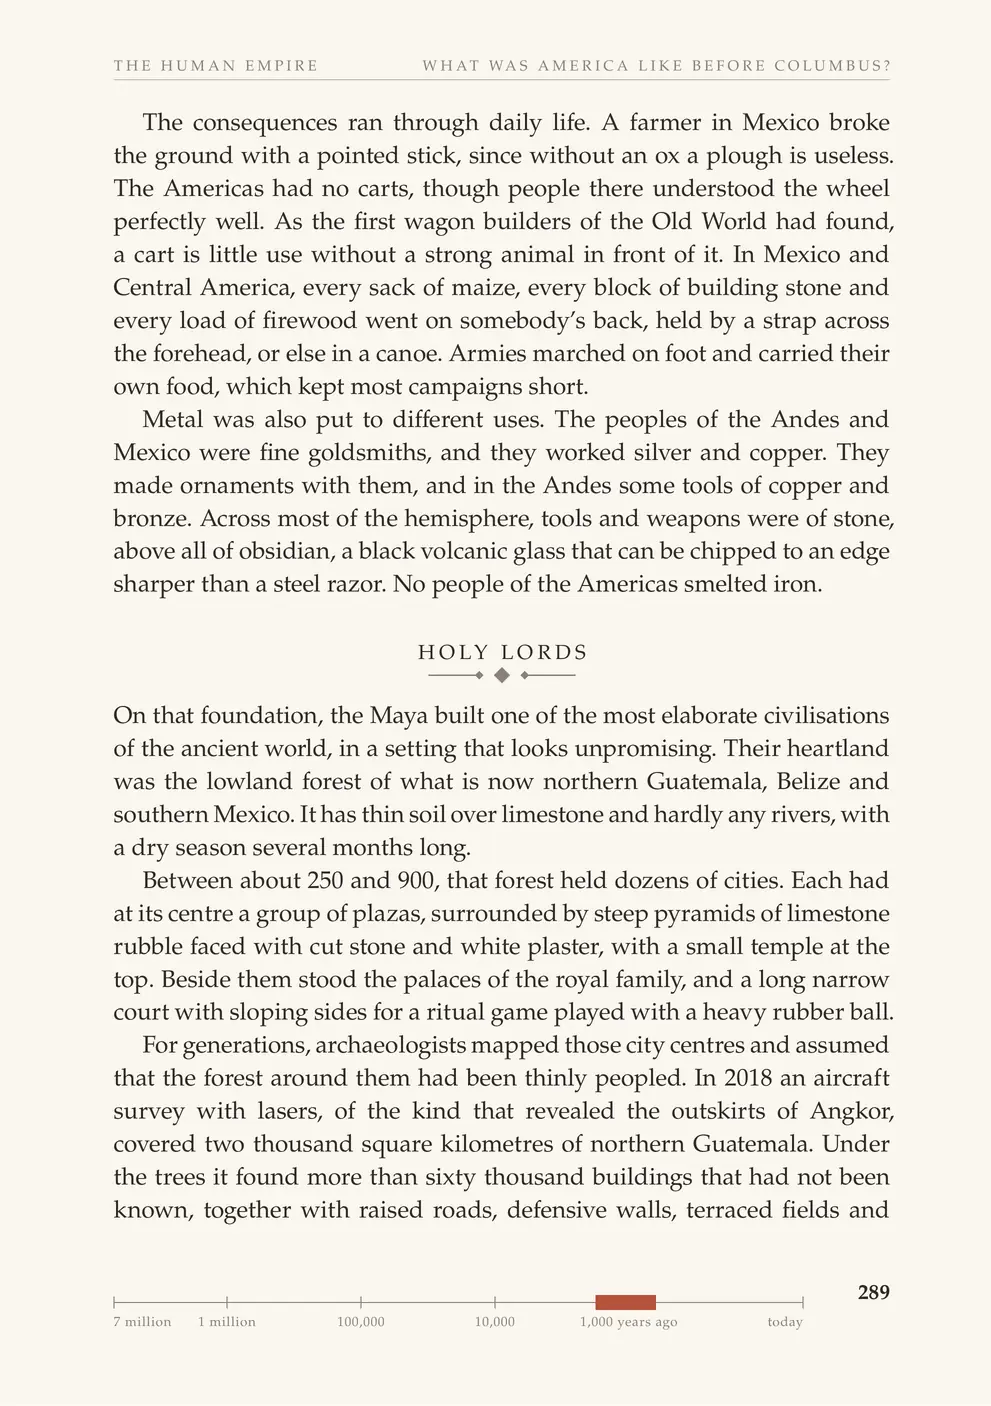 THE HUMAN EMPIRE
WHAT WAS AMERICA LIKE BEFORE COLUMBUS?
The consequences ran through daily life. A farmer in Mexico broke
the ground with a pointed stick, since without an ox a plough is useless.
The Americas had no carts, though people there understood the wheel
perfectly well. As the first wagon builders of the Old World had found,
a cart is little use without a strong animal in front of it. In Mexico and
Central America, every sack of maize, every block of building stone and
every load of firewood went on somebody’s back, held by a strap across
the forehead, or else in a canoe. Armies marched on foot and carried their
own food, which kept most campaigns short.
Metal was also put to different uses. The peoples of the Andes and
Mexico were fine goldsmiths, and they worked silver and copper. They
made ornaments with them, and in the Andes some tools of copper and
bronze. Across most of the hemisphere, tools and weapons were of stone,
above all of obsidian, a black volcanic glass that can be chipped to an edge
sharper than a steel razor. No people of the Americas smelted iron.
HOLY LORDS
On that foundation, the Maya built one of the most elaborate civilisations
of the ancient world, in a setting that looks unpromising. Their heartland
was the lowland forest of what is now northern Guatemala, Belize and
southern Mexico. It has thin soil over limestone and hardly any rivers, with
a dry season several months long.
Between about 250 and 900, that forest held dozens of cities. Each had
at its centre a group of plazas, surrounded by steep pyramids of limestone
rubble faced with cut stone and white plaster, with a small temple at the
top. Beside them stood the palaces of the royal family, and a long narrow
court with sloping sides for a ritual game played with a heavy rubber ball.
For generations, archaeologists mapped those city centres and assumed
that the forest around them had been thinly peopled. In 2018 an aircraft
survey with lasers, of the kind that revealed the outskirts of Angkor,
covered two thousand square kilometres of northern Guatemala. Under
the trees it found more than sixty thousand buildings that had not been
known, together with raised roads, defensive walls, terraced fields and
289
7 million 1 million 100,000 10,000 1,000 years ago today